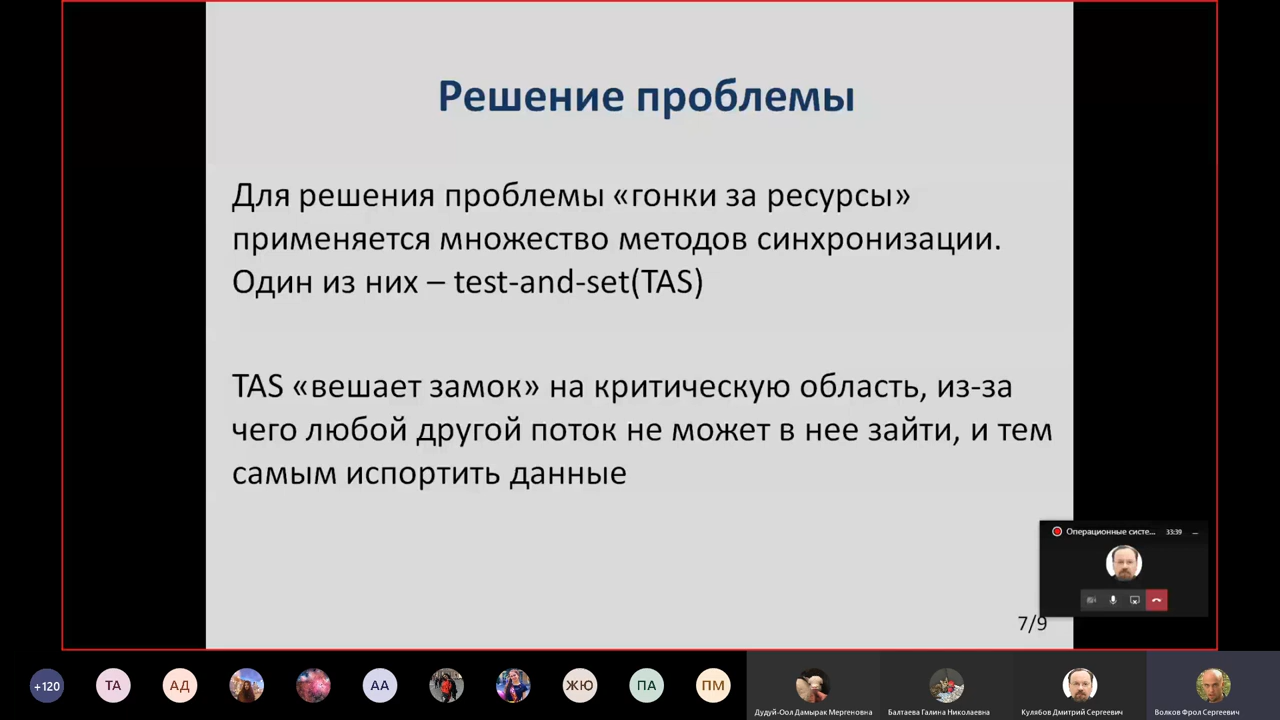 Решение проблемы
Для решения проблемы «гонки за ресурсы»
применяется множество методов синхронизации.
Один из них – test-and-set(TAS)
TAS «вешает замок» на критическую область, из-за
чего любой другой поток не может в нее зайти, и тем
самым испортить данные
Операционные систе... 33:39
7/9
+120
ТА
АД
АА
ЖЮ
ПА
ПМ
Дудуй-Оол Дамырак Мергеновна
Балтаева Галина Николаевна
Кулябов Дмитрий Сергеевич
Волков Фрол Сергеевич